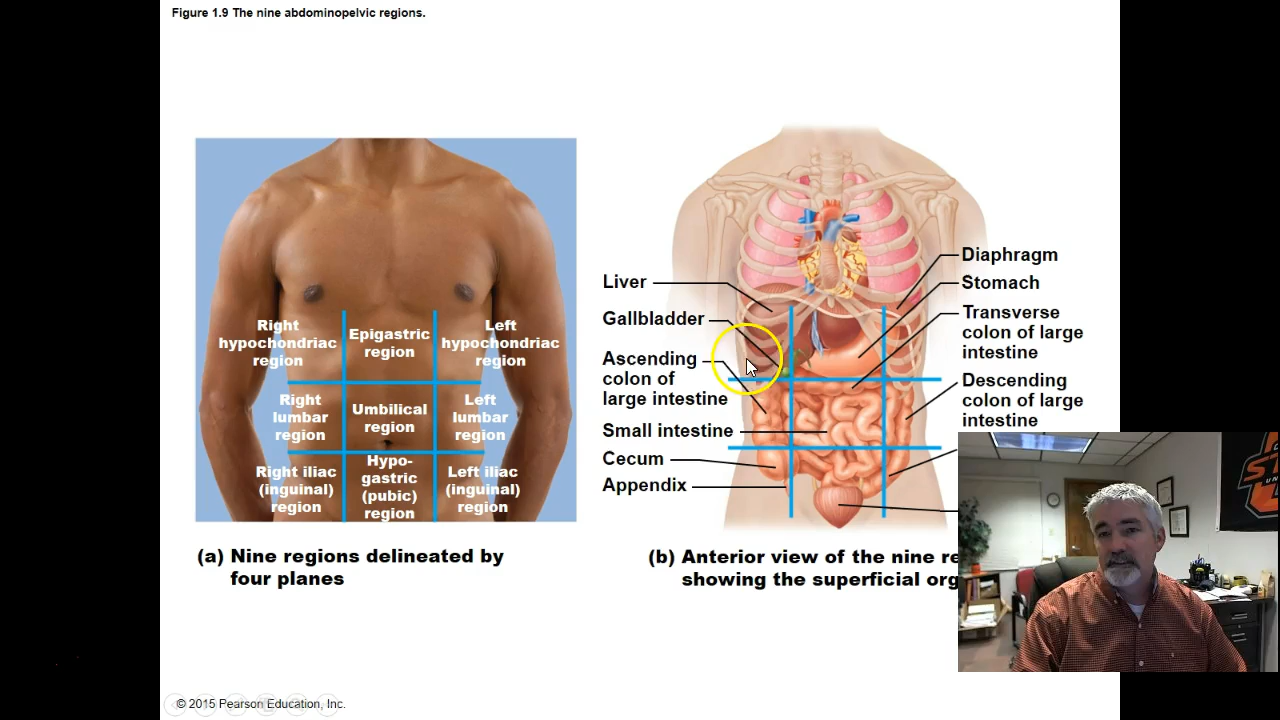 Figure 1.9 The nine abdominopelvic regions.
Right
hypochondriac
region
Epigastric
region
Left
hypochondriac
region
Right
lumbar
region
Umbilical
region
Left
lumbar
region
Right iliac
(inguinal)
region
Hypo-
gastric
(pubic)
region
Left iliac
(inguinal)
region
(a) Nine regions delineated by
four planes
Liver
Gallbladder
Ascending
colon of
large intestine
Small intestine
Cecum
Appendix
Diaphragm
Stomach
Transverse
colon of large
intestine
Descending
colon of large
intestine
(b) Anterior view of the nine re
showing the superficial org
© 2015 Pearson Education, Inc.